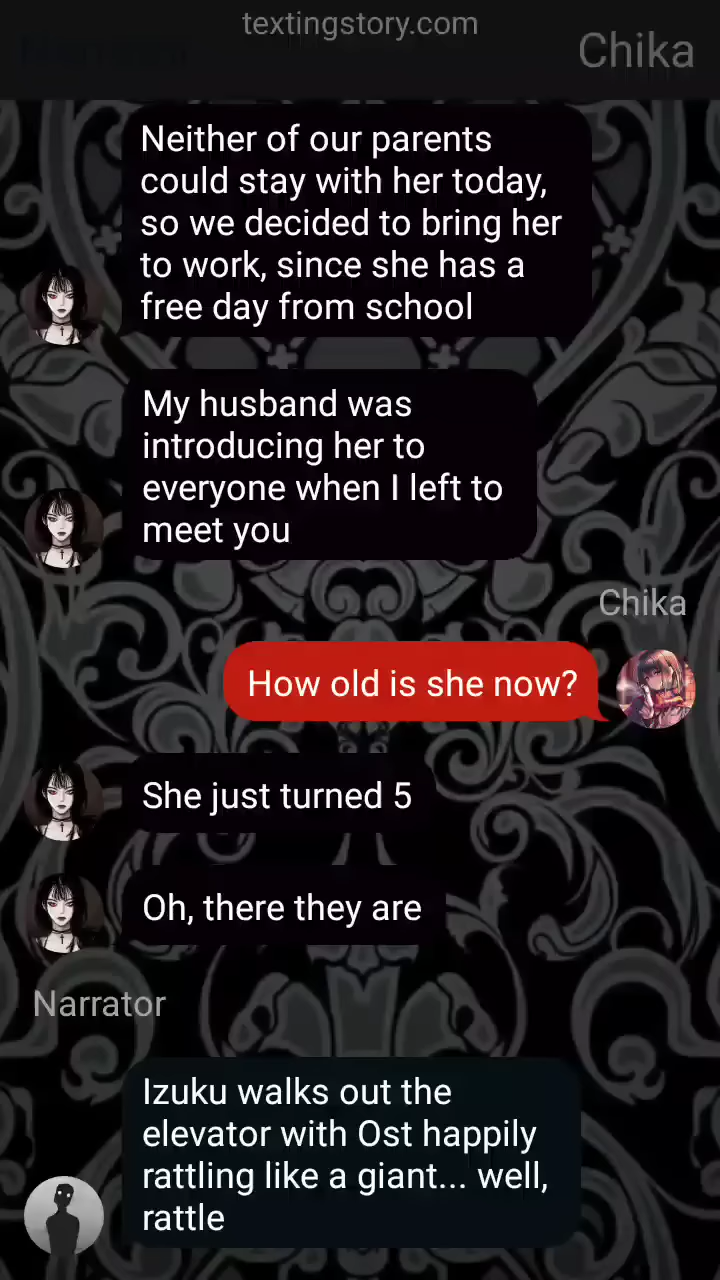 textingstory.com
Chika
Neither of our parents
could stay with her today,
so we decided to bring her
to work, since she has a
free day from school
My husband was
introducing her to
everyone when I left to
meet you
Chika
How old is she now?
She just turned 5
Oh, there they are
Narrator
Izuku walks out the
elevator with Ost happily
rattling like a giant... well,
rattle